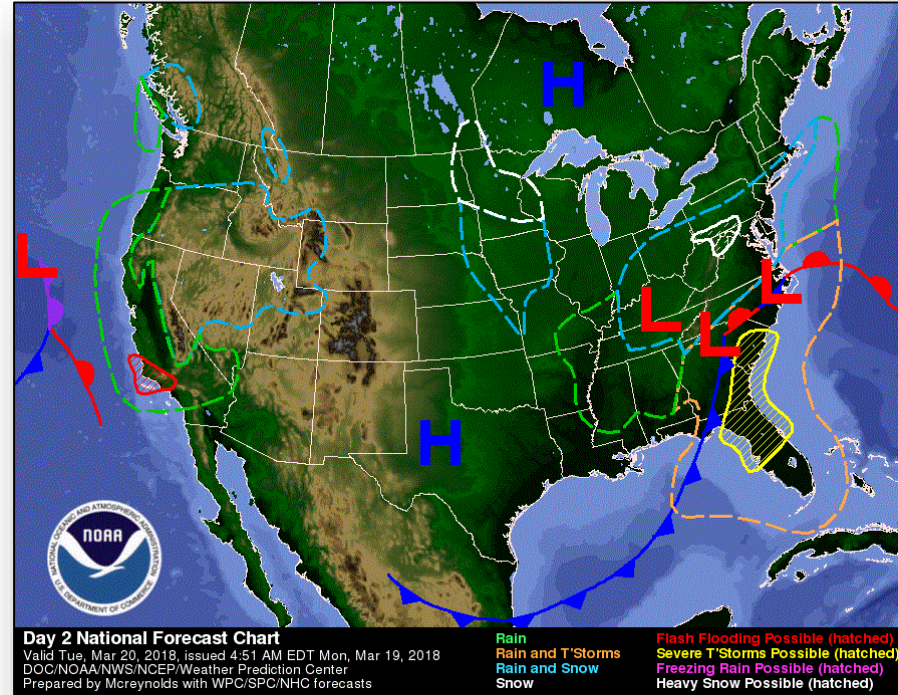 H
L
L
L
L
H
NATIONAL OCEANIC AND ATMOSPHERIC ADMINISTRATION
NOAA
U.S. DEPARTMENT OF COMMERCE
Day 2 National Forecast Chart
Valid Tue, Mar 20, 2018, issued 4:51 AM EDT Mon, Mar 19, 2018
DOC/NOAA/NWS/NCEP/Weather Prediction Center
Prepared by Mcreynolds with WPC/SPC/NHC forecasts
Rain
Rain and T'Storms
Rain and Snow
Snow
Flash Flooding Possible (hatched)
Severe T'Storms Possible (hatched)
Freezing Rain Possible (hatched)
Heavy Snow Possible (hatched)